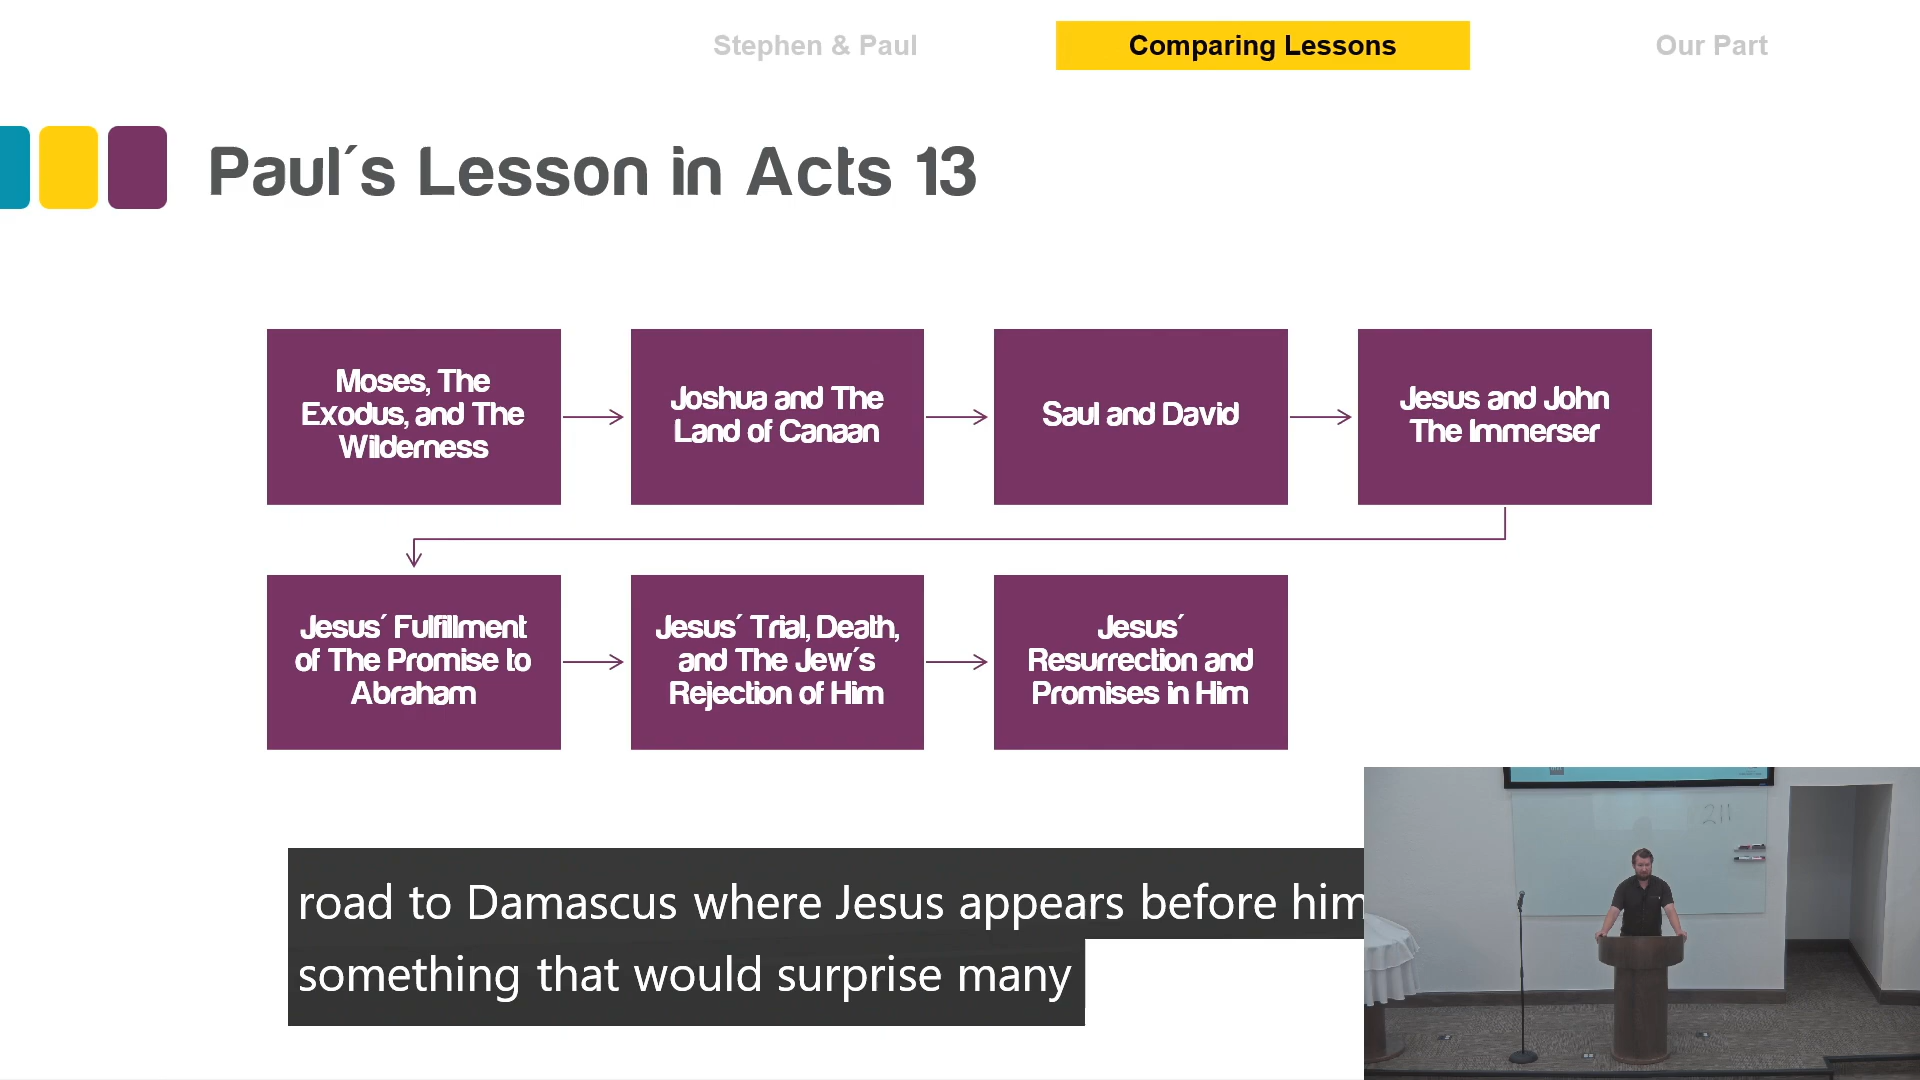 Stephen & Paul
Comparing Lessons
Our Part
Paul´s Lesson in Acts 13
Moses, The
Exodus, and The
Wilderness
Joshua and The
Land of Canaan
Saul and David
Jesus and John
The Immerser
Jesus´ Fulfillment
of The Promise to
Abraham
Jesus´ Trial, Death,
and The Jew´s
Rejection of Him
Jesus´
Resurrection and
Promises in Him
road to Damascus where Jesus appears before him
something that would surprise many
211